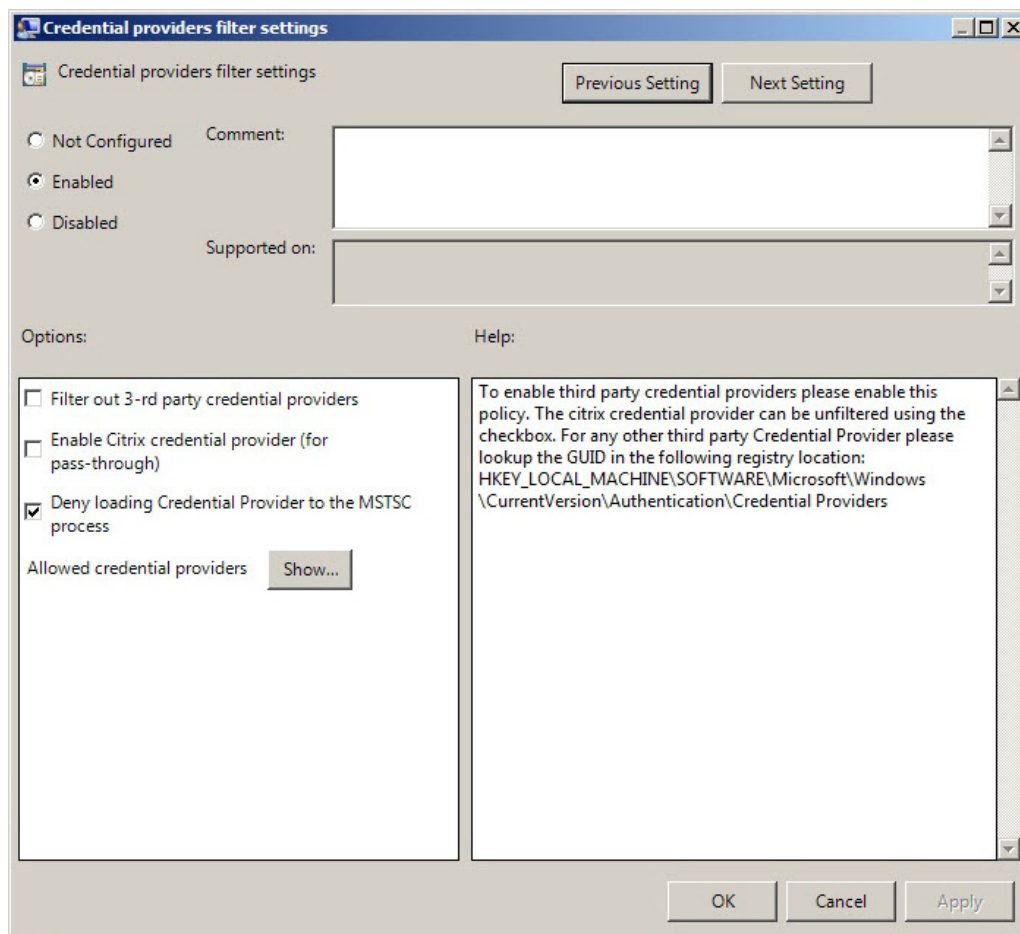 Credential providers filter settings
Credential providers filter settings
Previous Setting
Next Setting
Not Configured
Comment:
Enabled
Disabled
Supported on:
Options:
Help:
Filter out 3-rd party credential providers
Enable Citrix credential provider (for
pass-through)
Deny loading Credential Provider to the MSTSC
process
Allowed credential providers
Show...
To enable third party credential providers please enable this
policy. The citrix credential provider can be unfiltered using the
checkbox. For any other third party Credential Provider please
lookup the GUID in the following registry location:
HKEY_LOCAL_MACHINE\SOFTWARE\Microsoft\Windows
\CurrentVersion\Authentication\Credential Providers
OK
Cancel
Apply